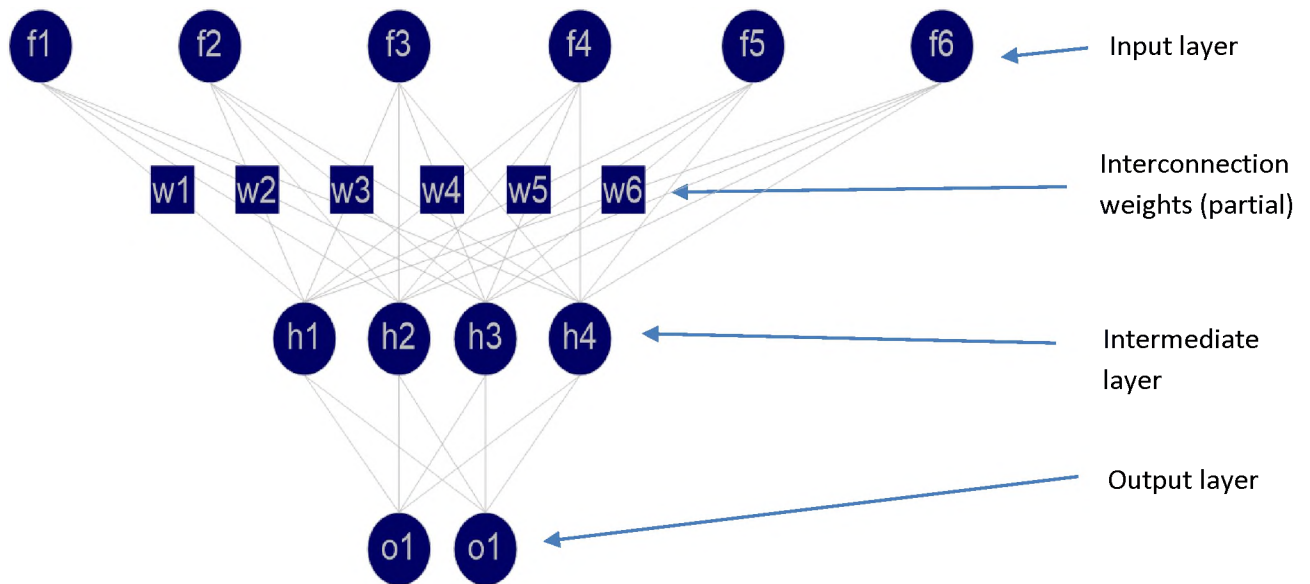 f1 f2 f3 f4 f5 f6
Input layer
w1 w2 w3 w4 w5 w6
Interconnection
weights (partial)
h1 h2 h3 h4
Intermediate
layer
Output layer
o1 o1